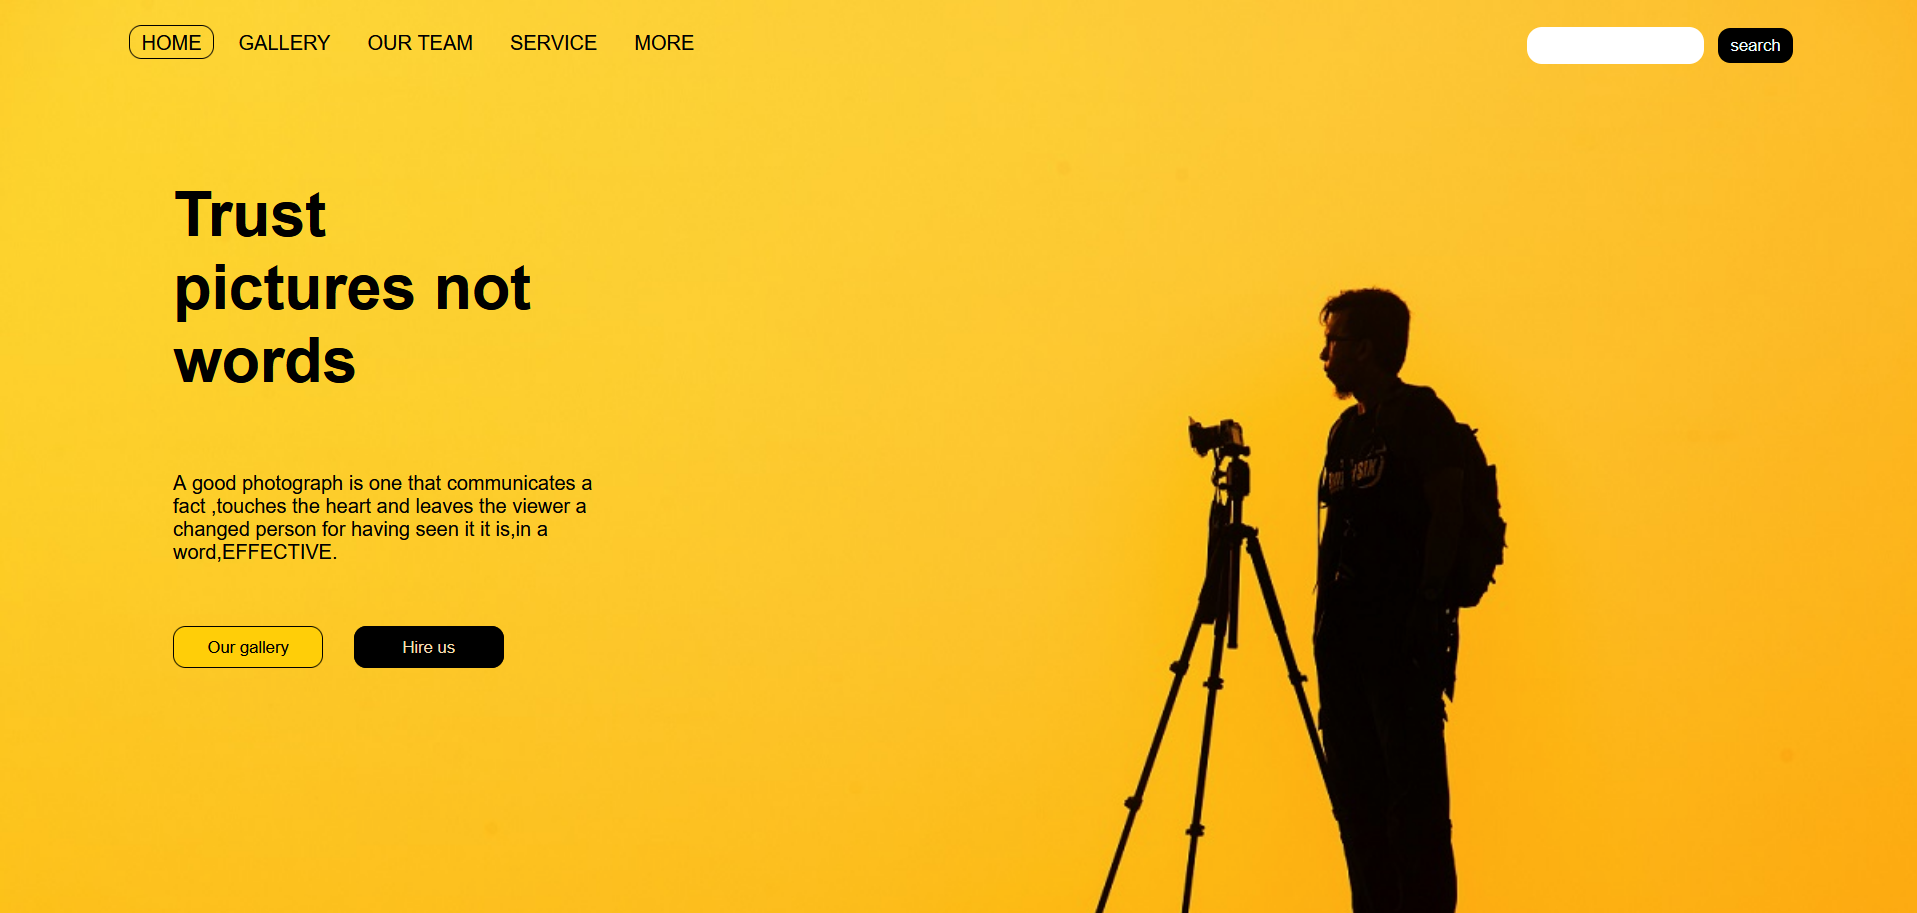 HOME GALLERY OUR TEAM SERVICE MORE search
Trust
pictures not
words
A good photograph is one that communicates a
fact ,touches the heart and leaves the viewer a
changed person for having seen it it is,in a
word,EFFECTIVE.
Our gallery Hire us